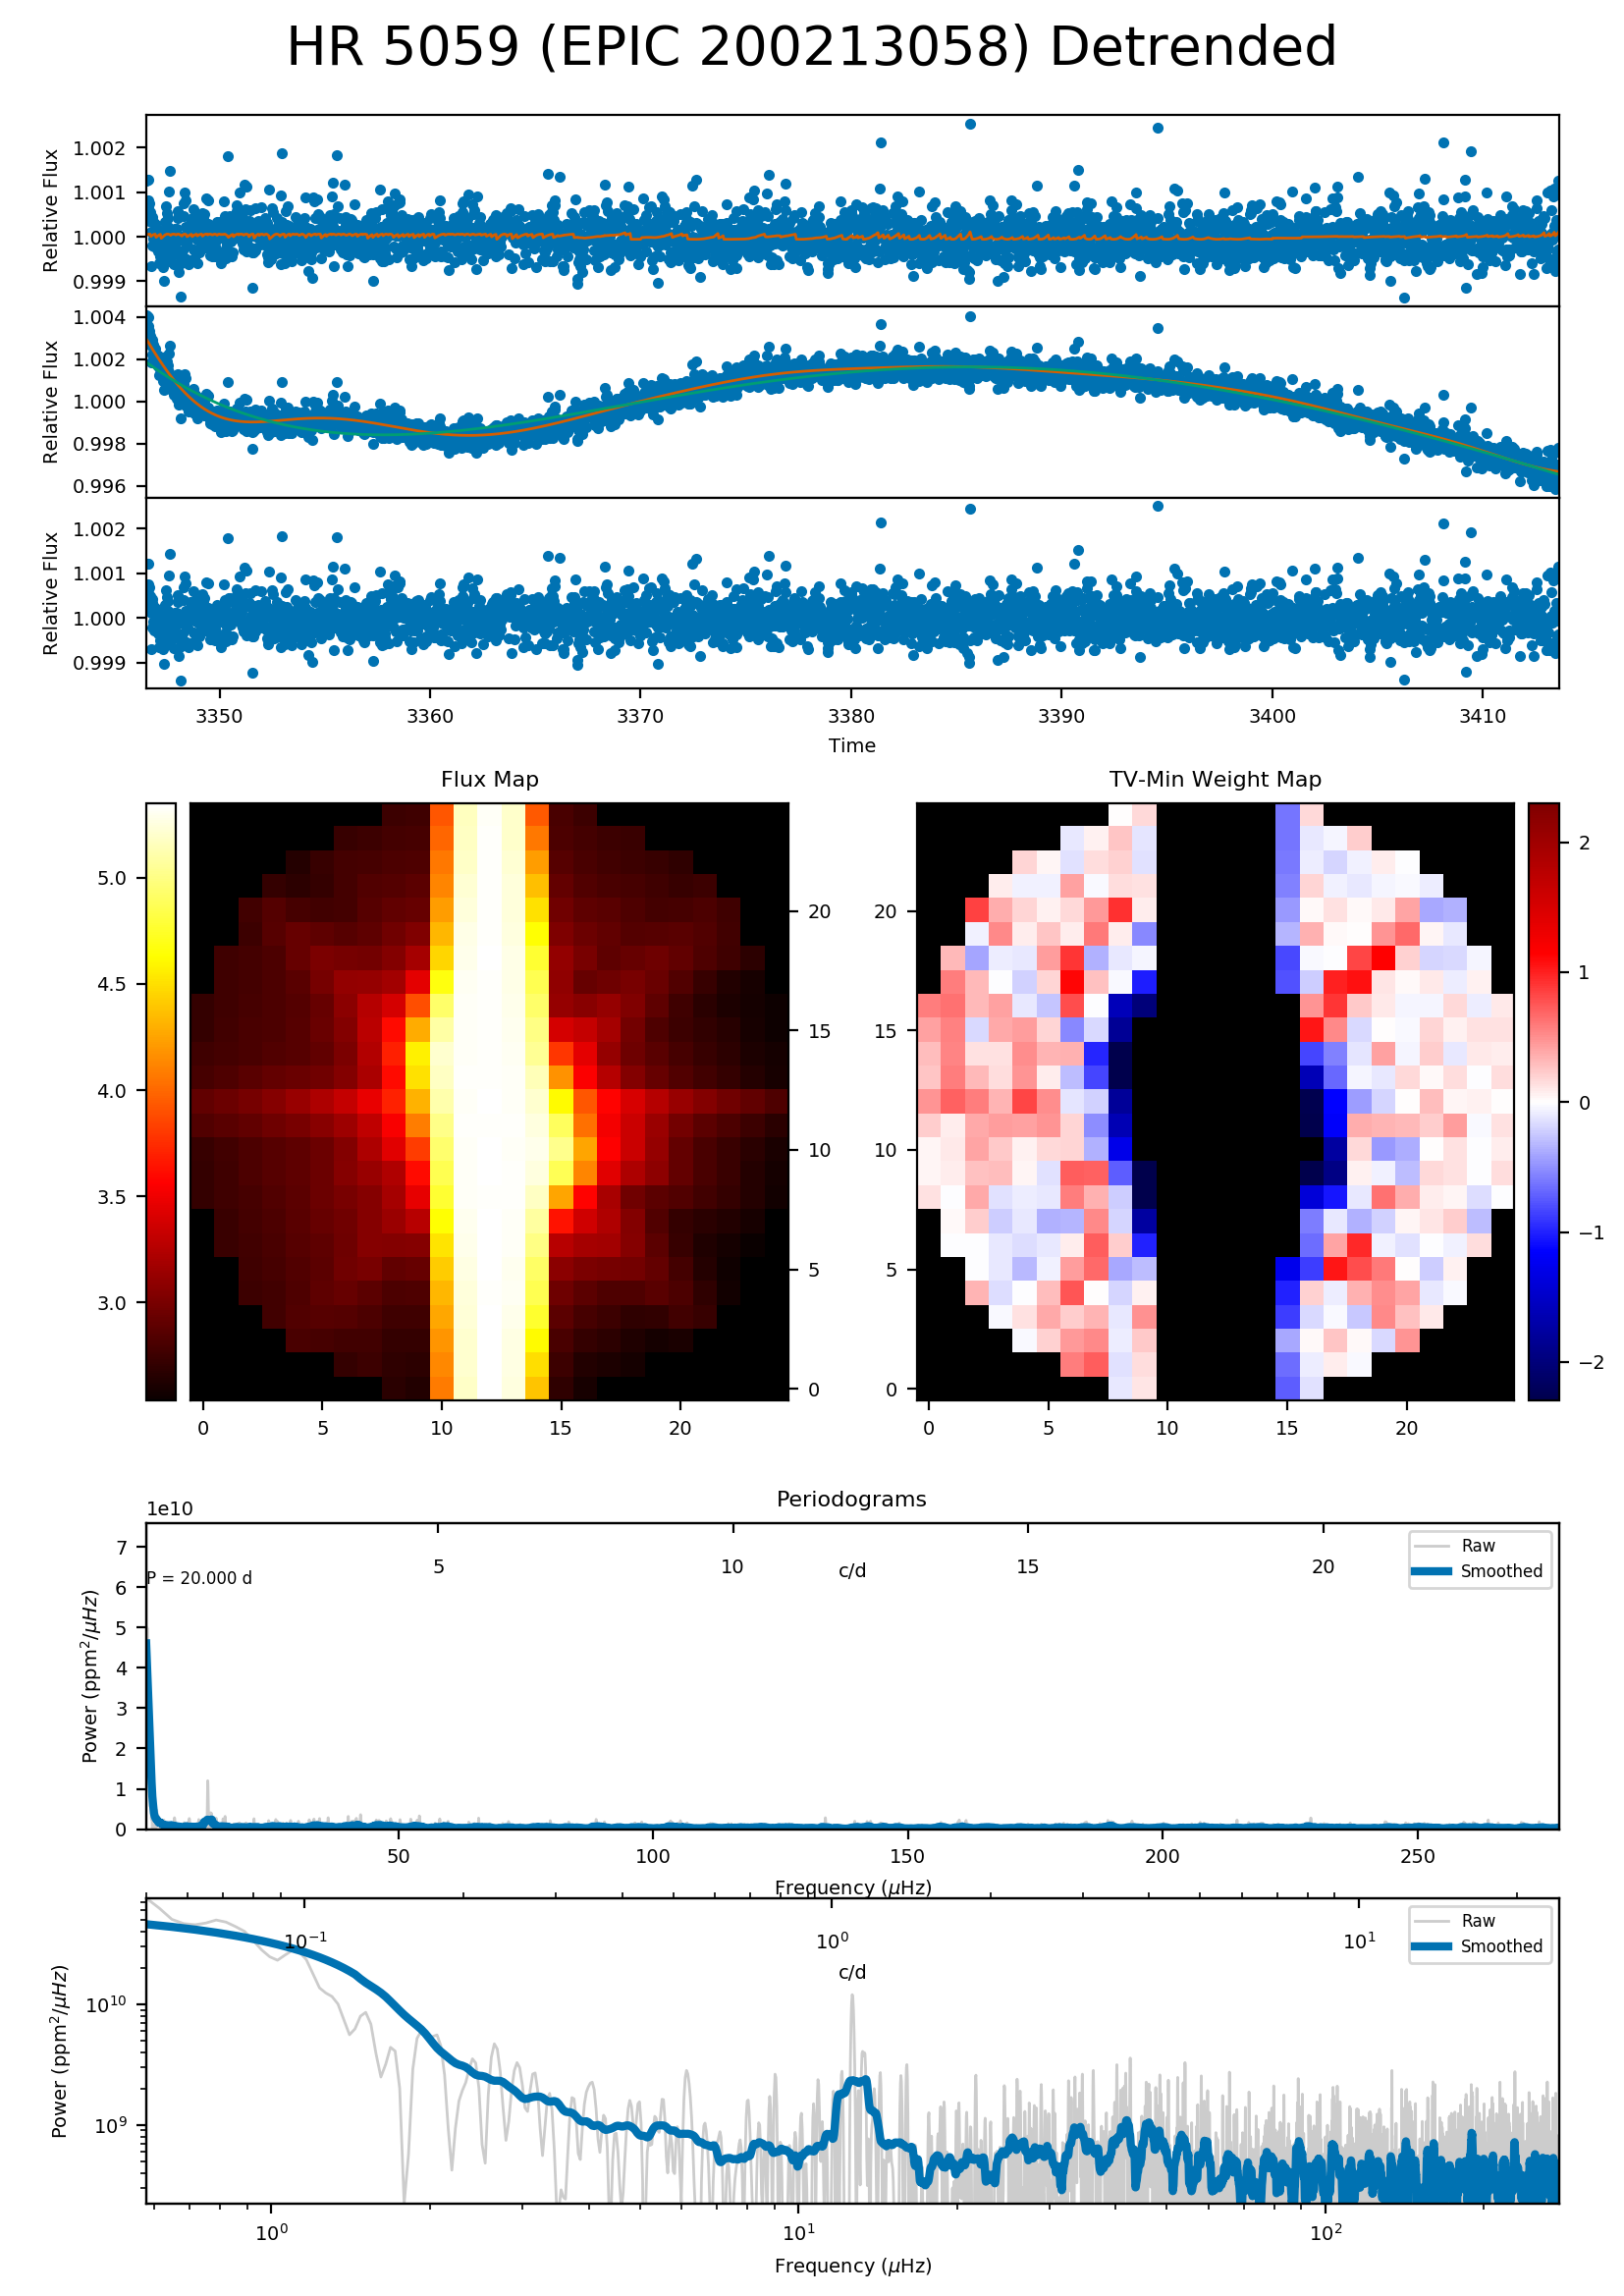 HR 5059 (EPIC 200213058) Detrended
Relative Flux
1.002
1.001
1.000
0.999
Relative Flux
1.004
1.002
1.000
0.998
0.996
Relative Flux
1.002
1.001
1.000
0.999
3350 3360 3370 3380 3390 3400 3410
Time
Flux Map
5.0
4.5
4.0
3.5
3.0
20
15
10
5
0
0 5 10 15 20
TV-Min Weight Map
20
15
10
5
0
0 5 10 15 20
2
1
0
−1
−2
Periodograms
1e10
Power (ppm²/μHz)
7
6
5
4
3
2
1
0
P = 20.000 d
5 10 15 20
c/d
Raw
Smoothed
50 100 150 200 250
Frequency (μHz)
Power (ppm²/μHz)
10¹⁰
10⁹
10⁻¹ 10⁰ 10¹
c/d
Raw
Smoothed
10⁰ 10¹ 10²
Frequency (μHz)